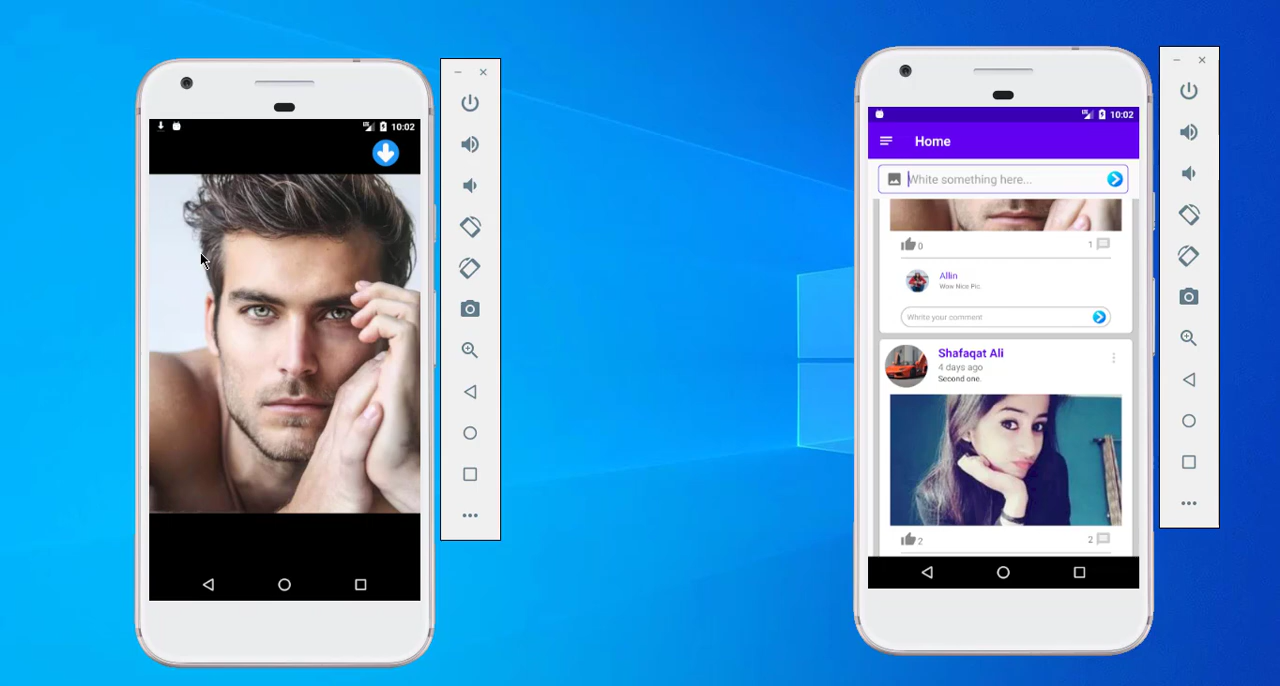 10:02
10:02
Home
White something here...
0
1
Allin
Wow Nice Pic.
Write your comment
Shafaqat Ali
4 days ago
Second one.
2
2